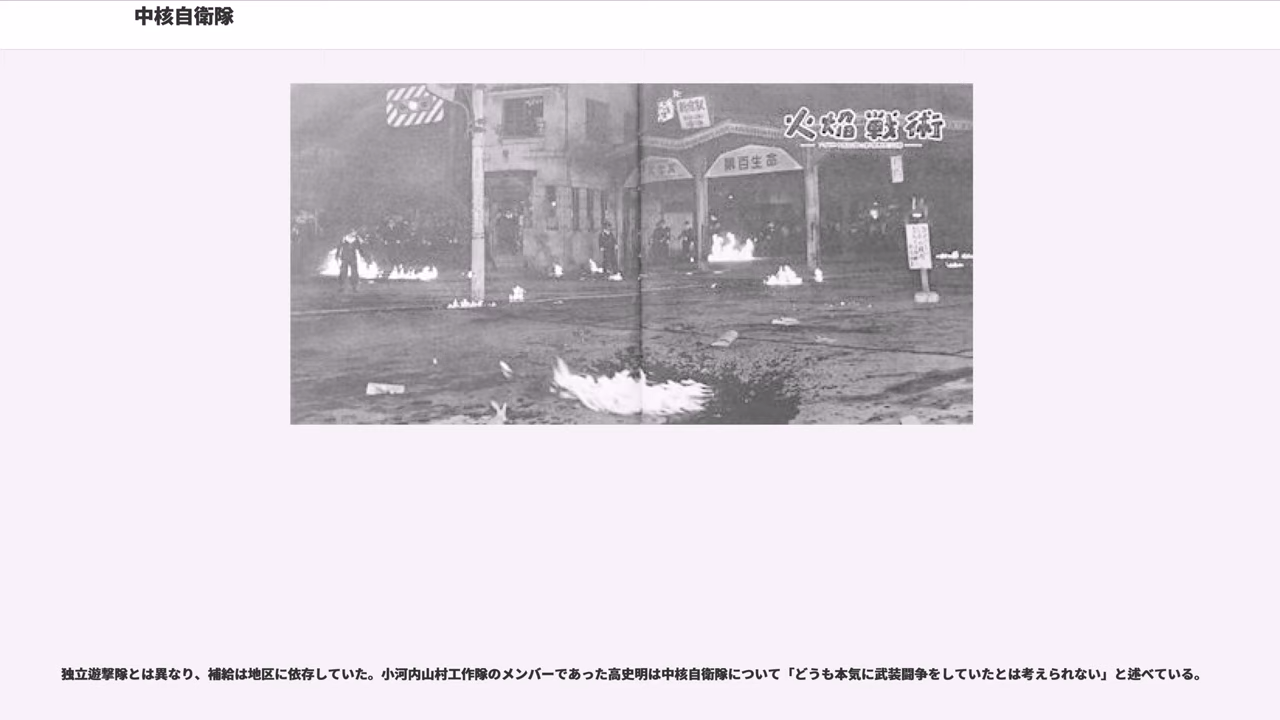 中核自衛隊
火焔戦術
第百生命
独立遊撃隊とは異なり、補給は地区に依存していた。小河内山村工作隊のメンバーであった高史明は中核自衛隊について「どうも本気に武装闘争をしていたとは考えられない」と述べている。